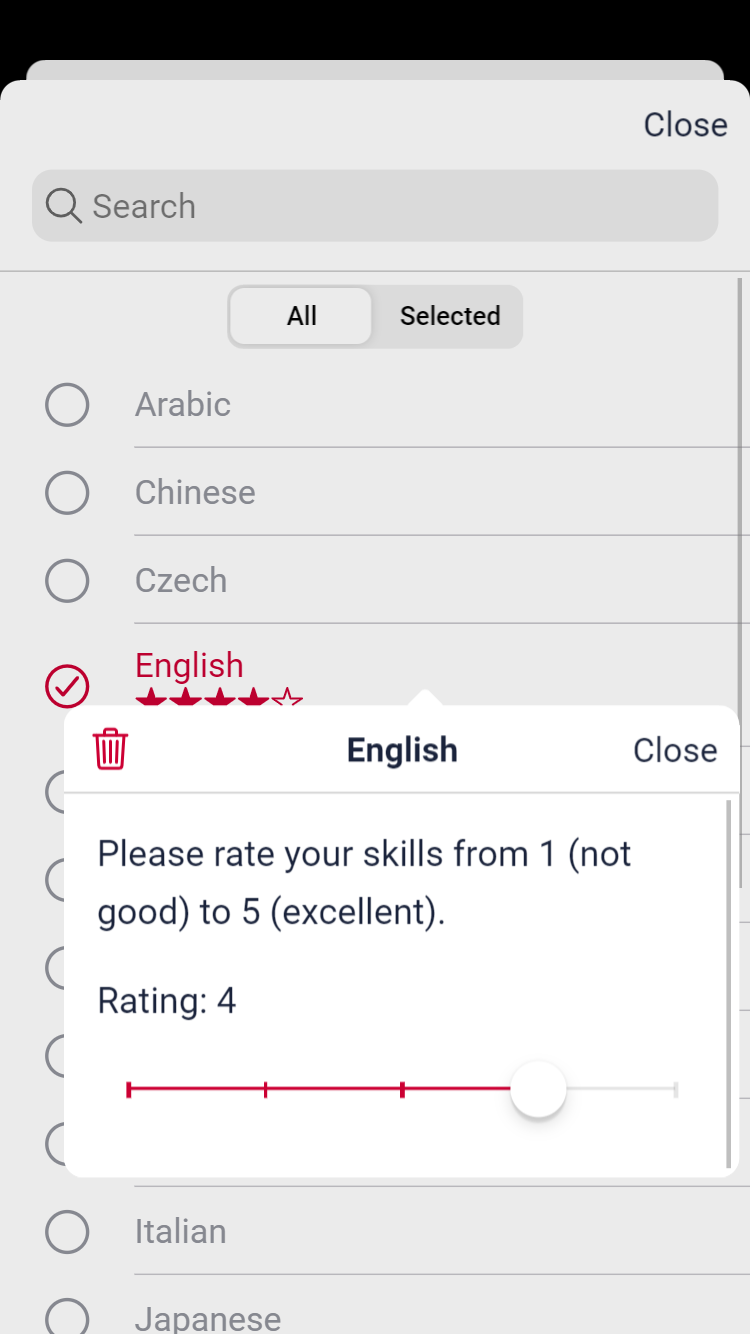 Close
Search
All
Selected
Arabic
Chinese
Czech
English
English
Close
Please rate your skills from 1 (not
good) to 5 (excellent).
Rating: 4
Italian
Japanese